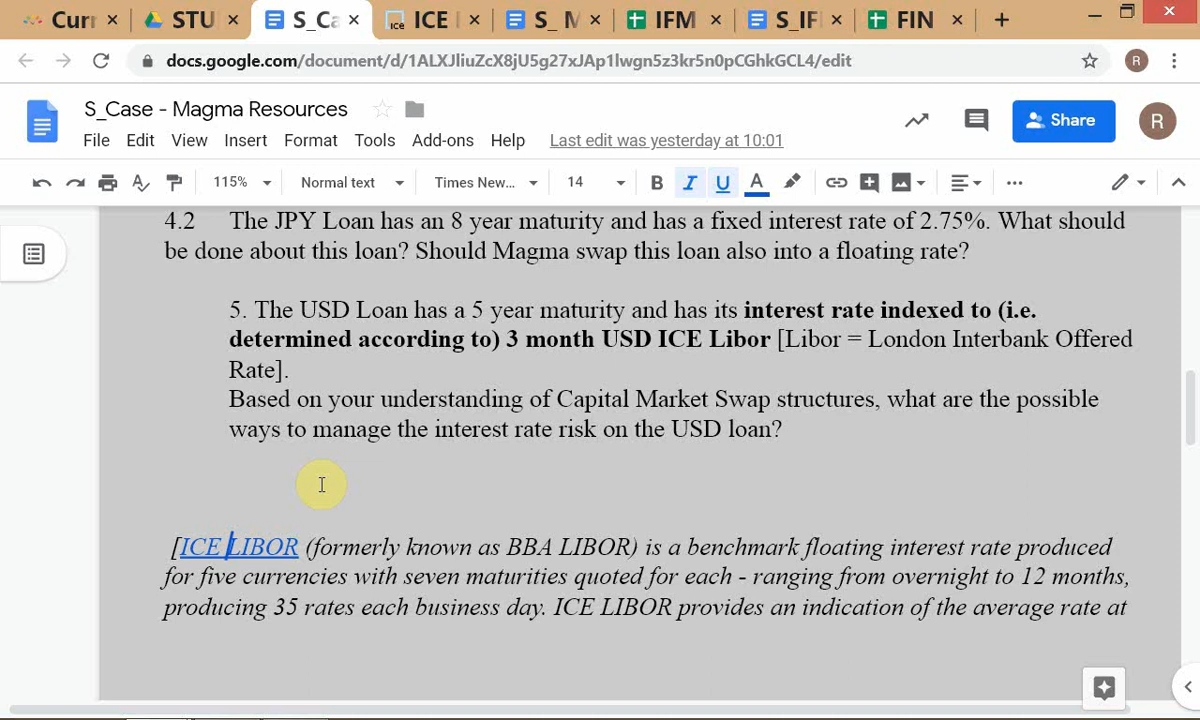 Curr
STU
S_Ca
ice ICE
S_ M
IFM
S_IF
FIN
docs.google.com/document/d/1ALXJliuZcX8jU5g27xJAp1lwgn5z3kr5n0pCGhkGCL4/edit
R
S_Case - Magma Resources
File Edit View Insert Format Tools Add-ons Help Last edit was yesterday at 10:01
Share
R
115% Normal text Times New... 14 B I U A
4.2 The JPY Loan has an 8 year maturity and has a fixed interest rate of 2.75%. What should
be done about this loan? Should Magma swap this loan also into a floating rate?
5. The USD Loan has a 5 year maturity and has its interest rate indexed to (i.e.
determined according to) 3 month USD ICE Libor [Libor = London Interbank Offered
Rate].
Based on your understanding of Capital Market Swap structures, what are the possible
ways to manage the interest rate risk on the USD loan?
[ICE LIBOR (formerly known as BBA LIBOR) is a benchmark floating interest rate produced
for five currencies with seven maturities quoted for each - ranging from overnight to 12 months,
producing 35 rates each business day. ICE LIBOR provides an indication of the average rate at